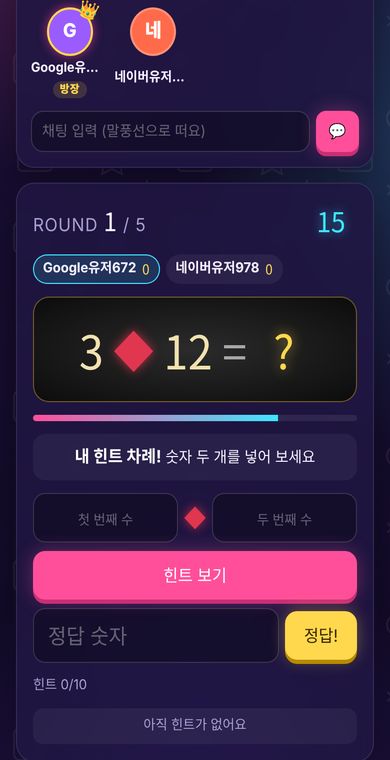 G
네
Google유...
네이버유저...
방장
채팅 입력 (말풍선으로 떠요)
ROUND 1 / 5
15
Google유저672 0
네이버유저978 0
3 ♦ 12 = ?
내 힌트 차례! 숫자 두 개를 넣어 보세요
첫 번째 수 ♦ 두 번째 수
힌트 보기
정답 숫자
정답!
힌트 0/10
아직 힌트가 없어요